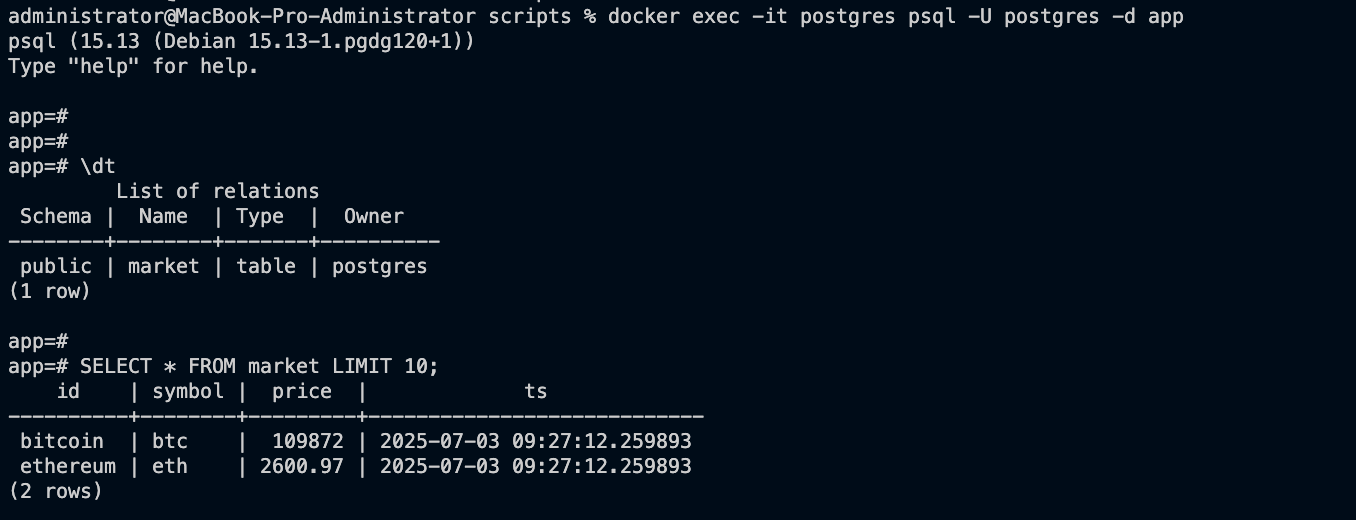 administrator@MacBook-Pro-Administrator scripts % docker exec -it postgres psql -U postgres -d app
psql (15.13 (Debian 15.13-1.pgdg120+1))
Type "help" for help.

app=#
app=#
app=# \dt
         List of relations
 Schema |  Name  | Type  |  Owner
--------+--------+-------+----------
 public | market | table | postgres
(1 row)

app=#
app=# SELECT * FROM market LIMIT 10;
    id    | symbol |  price  |             ts
----------+--------+---------+----------------------------
 bitcoin  | btc    |  109872 | 2025-07-03 09:27:12.259893
 ethereum | eth    | 2600.97 | 2025-07-03 09:27:12.259893
(2 rows)